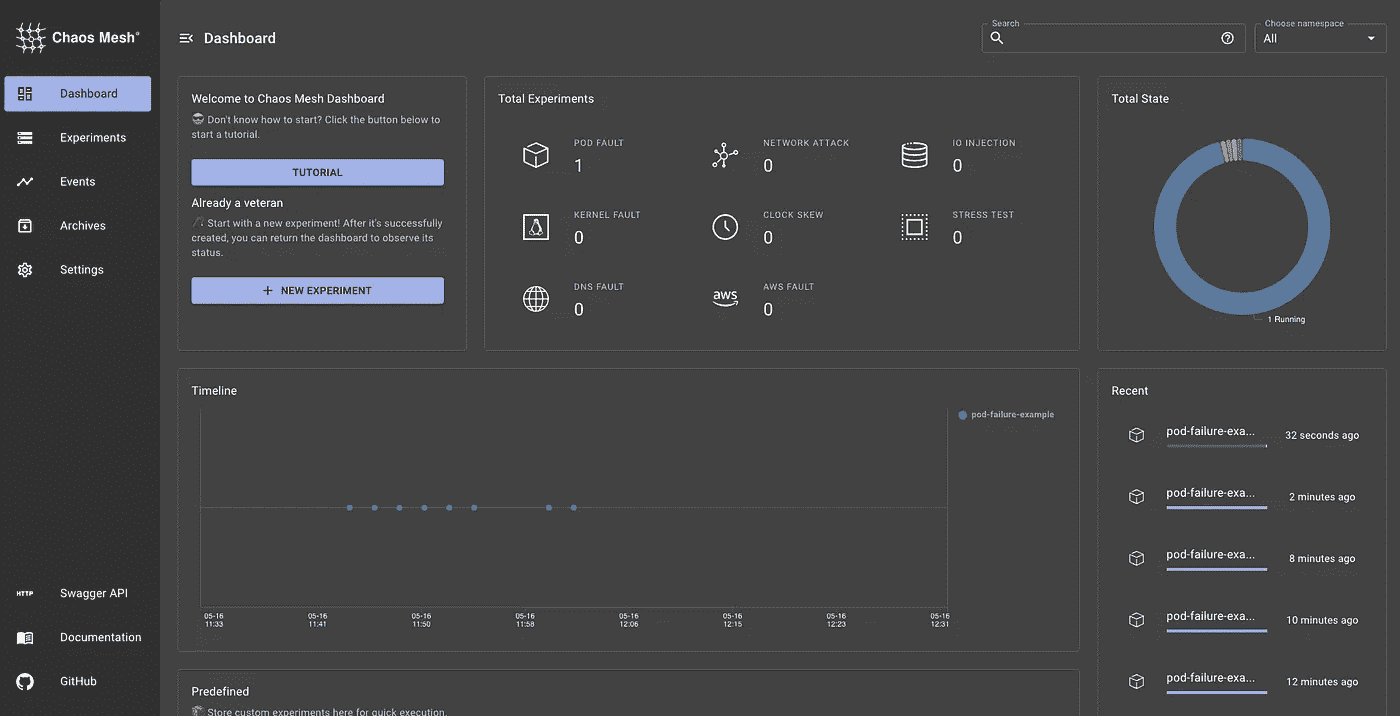 Chaos Mesh®
Dashboard
Experiments
Events
Archives
Settings
HTTP Swagger API
Documentation
GitHub
Dashboard
Search
Choose namespace
All
Welcome to Chaos Mesh Dashboard
Don't know how to start? Click the button below to
start a tutorial.
TUTORIAL
Already a veteran
Start with a new experiment! After it's successfully
created, you can return the dashboard to observe its
status.
+ NEW EXPERIMENT
Total Experiments
POD FAULT
1
NETWORK ATTACK
0
IO INJECTION
0
KERNEL FAULT
0
CLOCK SKEW
0
STRESS TEST
0
DNS FAULT
0
aws
AWS FAULT
0
Total State
1 Running
Timeline
pod-failure-example
05-16
11:33
05-16
11:41
05-16
11:50
05-16
11:58
05-16
12:06
05-16
12:15
05-16
12:23
05-16
12:31
Recent
pod-failure-exa... 32 seconds ago
pod-failure-exa... 2 minutes ago
pod-failure-exa... 8 minutes ago
pod-failure-exa... 10 minutes ago
pod-failure-exa... 12 minutes ago
Predefined
Store custom experiments here for quick execution.